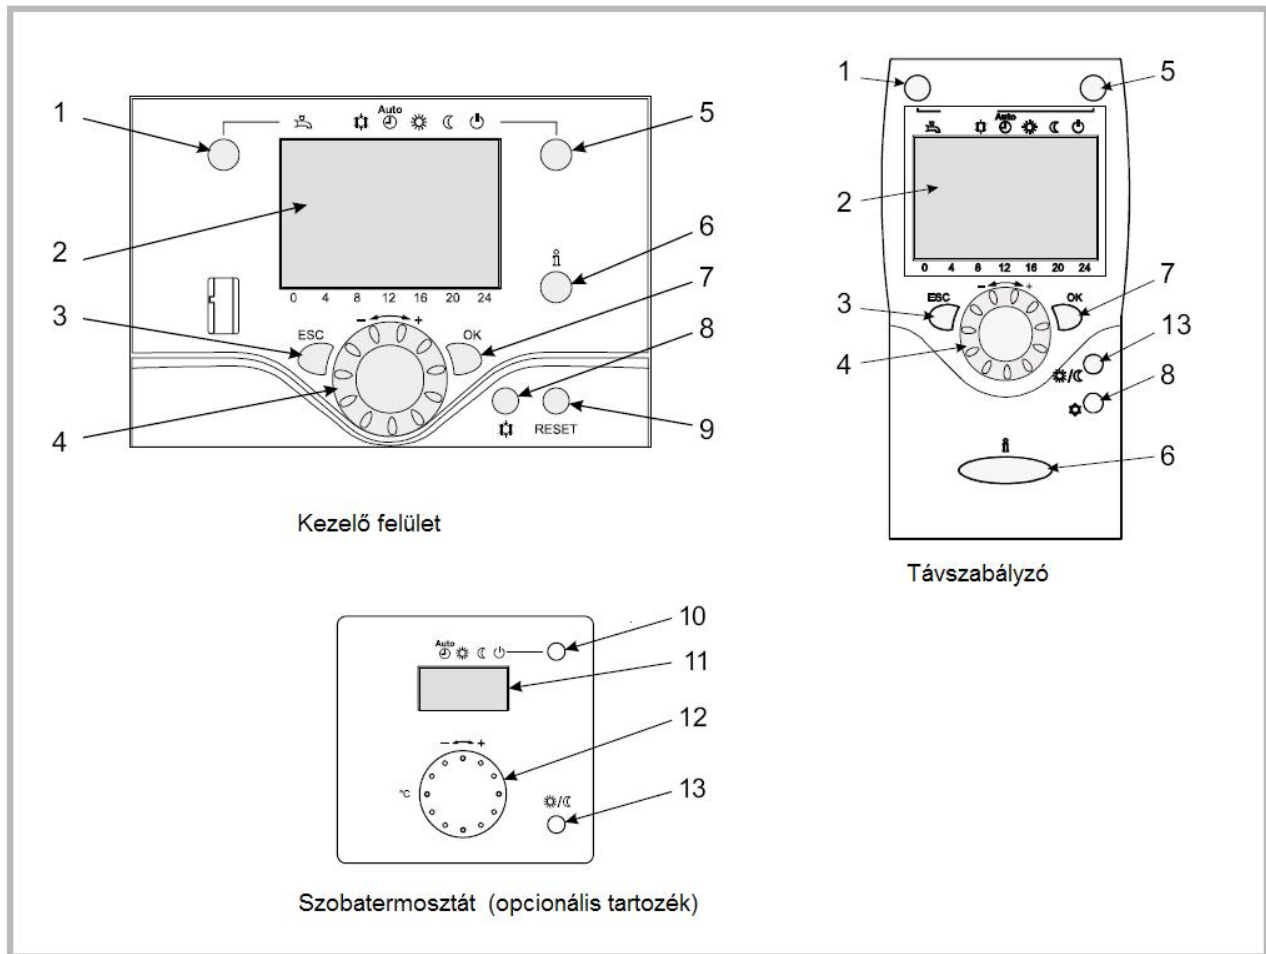 Auto
1
5
2
6
ii
7
0 4 8 12 16 20 24
3
ESC
- +
OK
8
4
RESET
9
Kezelő felület
1
5
Auto
2
0 4 8 12 16 20 24
7
- +
ESC
OK
3
13
4
/
8
ii
6
Távszabályzó
10
Auto
11
12
- +
°C
13
/
Szobatermosztát (opcionális tartozék)